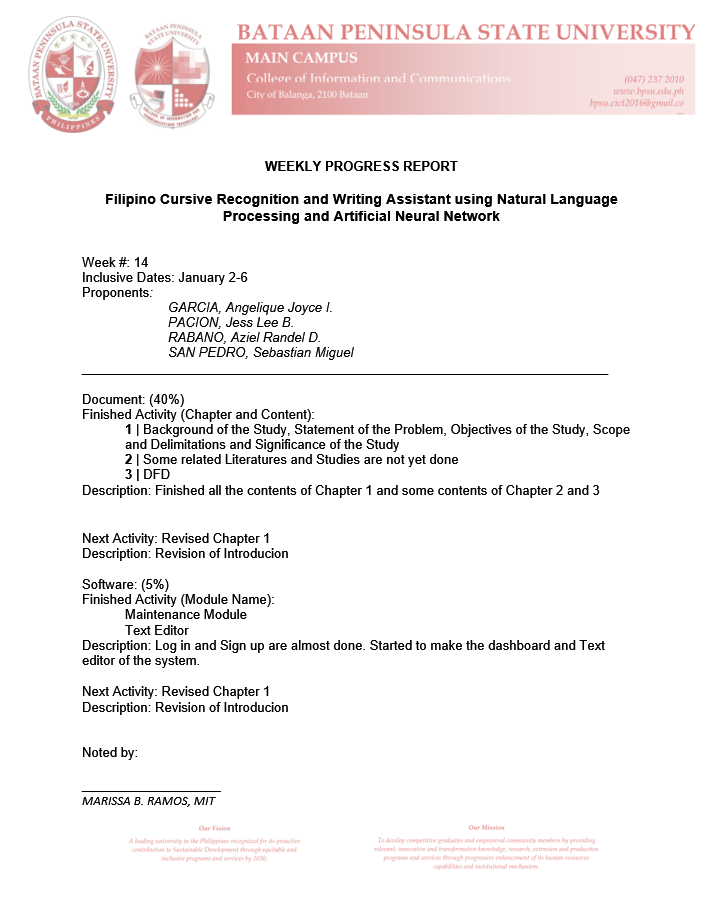 BATAAN PENINSULA STATE UNIVERSITY
PHILIPPINES
BATAAN PENINSULA
STATE UNIVERSITY
BATAAN PENINSULA STATE UNIVERSITY
MAIN CAMPUS
College of Information and Communications
City of Balanga, 2100 Bataan
(047) 237 2010
www.bpsu.edu.ph
bpsu.cict2016@gmail.co
WEEKLY PROGRESS REPORT
Filipino Cursive Recognition and Writing Assistant using Natural Language
Processing and Artificial Neural Network
Week #: 14
Inclusive Dates: January 2-6
Proponents:
GARCIA, Angelique Joyce I.
PACION, Jess Lee B.
RABANO, Aziel Randel D.
SAN PEDRO, Sebastian Miguel
Document: (40%)
Finished Activity (Chapter and Content):
1 | Background of the Study, Statement of the Problem, Objectives of the Study, Scope
and Delimitations and Significance of the Study
2 | Some related Literatures and Studies are not yet done
3 | DFD
Description: Finished all the contents of Chapter 1 and some contents of Chapter 2 and 3
Next Activity: Revised Chapter 1
Description: Revision of Introducion
Software: (5%)
Finished Activity (Module Name):
Maintenance Module
Text Editor
Description: Log in and Sign up are almost done. Started to make the dashboard and Text
editor of the system.
Next Activity: Revised Chapter 1
Description: Revision of Introducion
Noted by:
MARISSA B. RAMOS, MIT
Our Vision
A leading university in the Philippines recognized for its proactive
contribution to Sustainable Development through equitable and
inclusive programs and services by 2030.
Our Mission
To develop competitive graduates and empowered community members by providing
relevant, innovative and transformative knowledge, research, extension and production
programs and services through progressive enhancement of its human resources
capabilities and institutional mechanism.